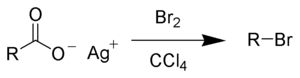 R O O⁻ Ag⁺ Br₂ CCl₄ R–Br